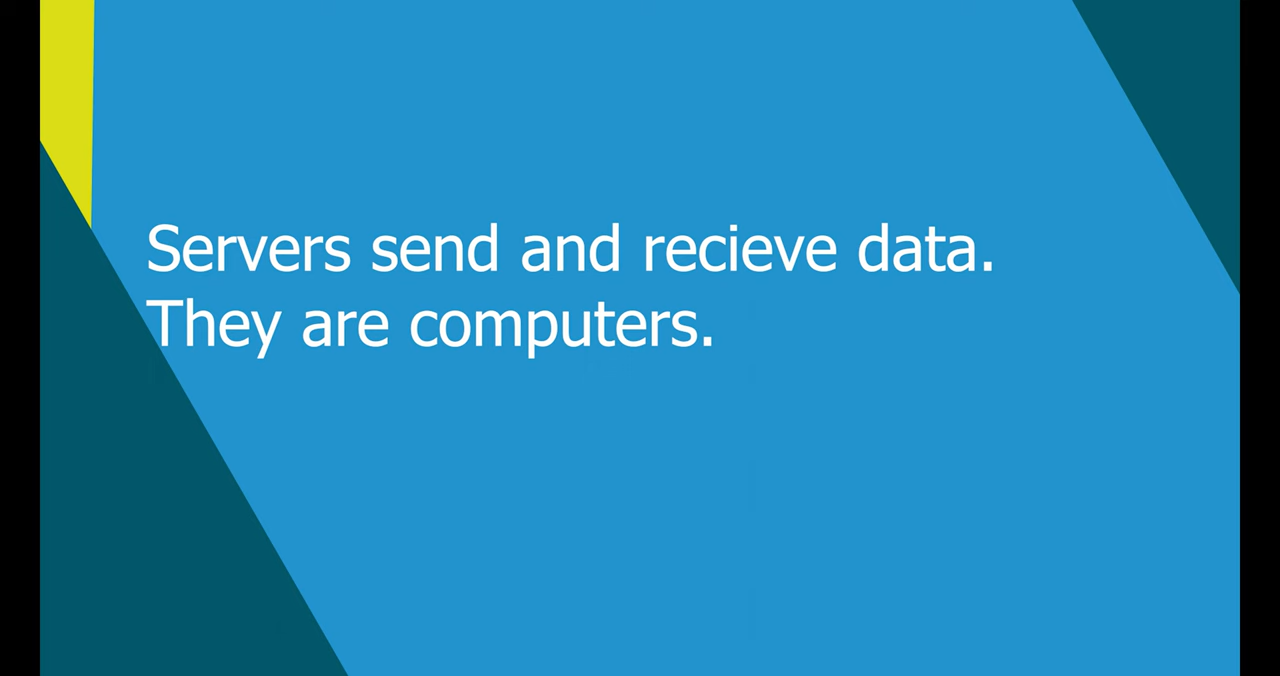 Servers send and recieve data.
They are computers.